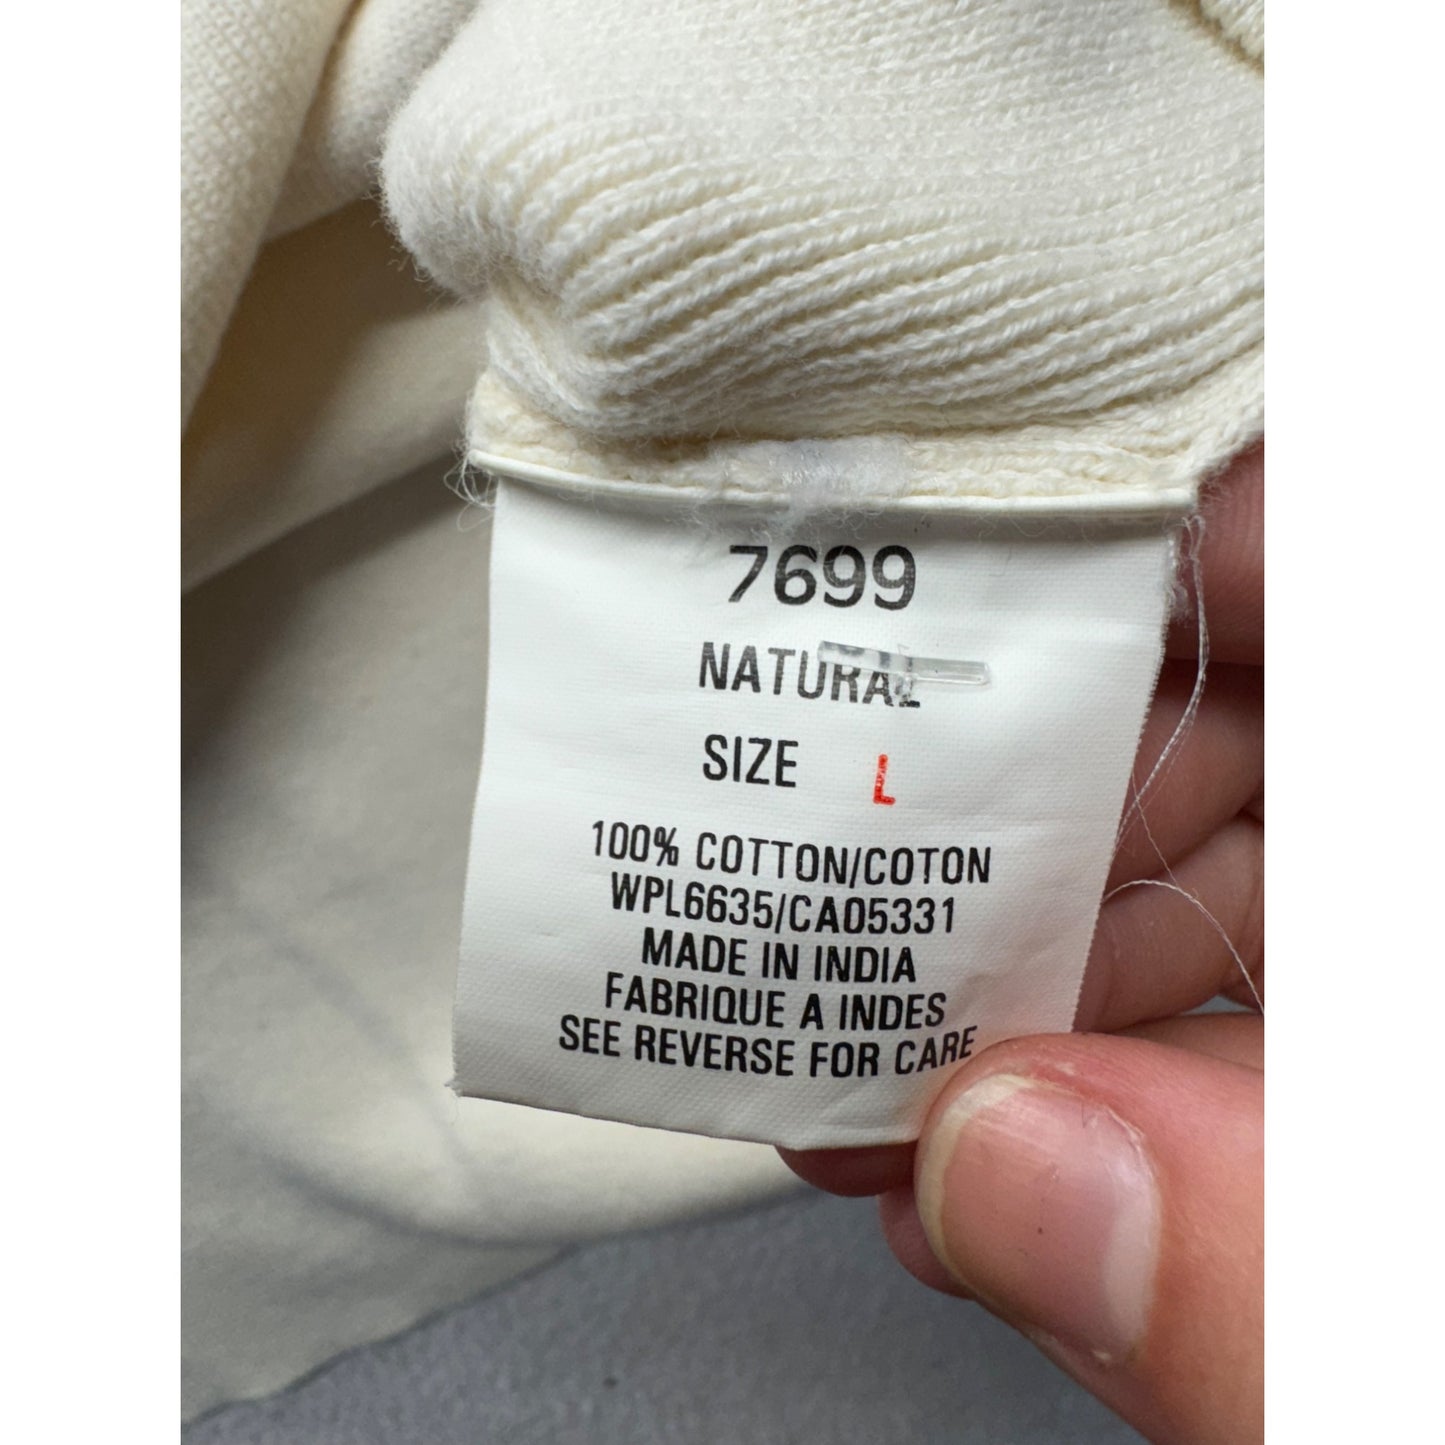 7699
NATURAL
SIZE L
100% COTTON/COTON
WPL6635/CA05331
MADE IN INDIA
FABRIQUE A INDES
SEE REVERSE FOR CARE